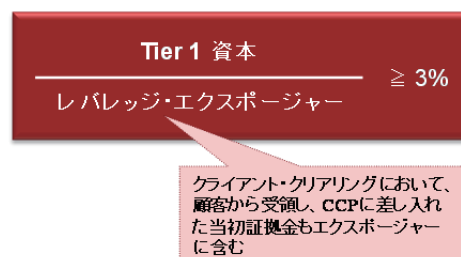 Tier 1 資本
レバレッジ・エクスポージャー
≧ 3%
クライアント・クリアリングにおいて、
顧客から受領し、CCPに差し入れ
た当初証拠金もエクスポージャー
に含む